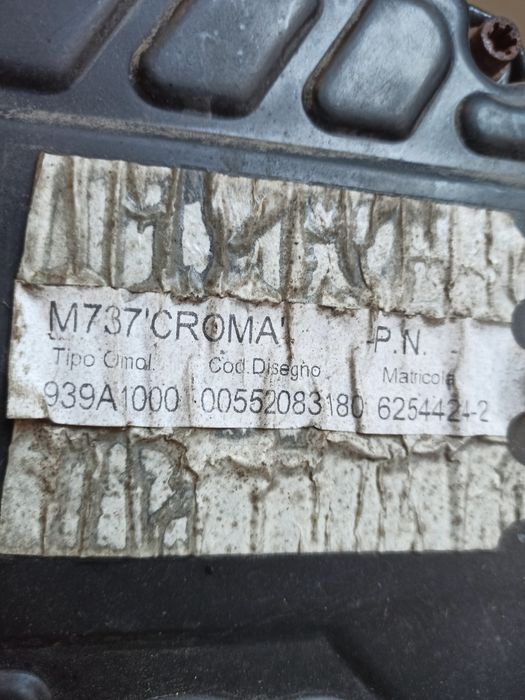 M737'CROMA' P.N.
Tipo Omol. Cod.Disegno Matricola
939A1000 00552083180 6254424-2